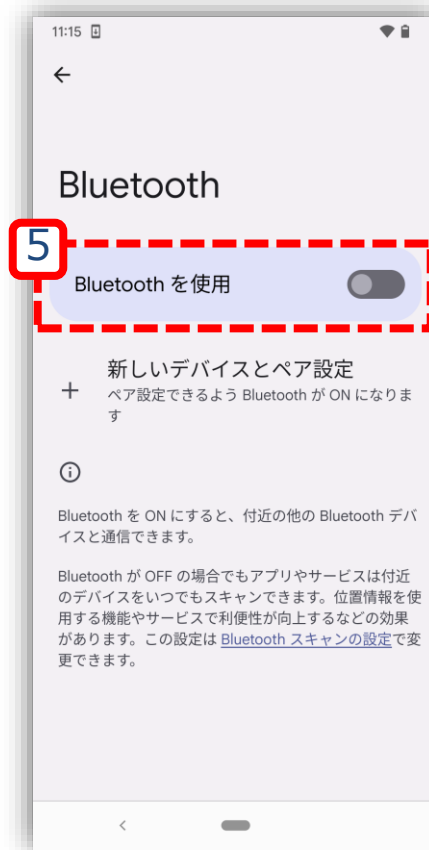 11:15
Bluetooth
5
Bluetooth を使用
新しいデバイスとペア設定
ペア設定できるよう Bluetooth が ON になりま
す
Bluetooth を ON にすると、付近の他の Bluetooth デバ
イスと通信できます。
Bluetooth が OFF の場合でもアプリやサービスは付近
のデバイスをいつでもスキャンできます。位置情報を使
用する機能やサービスで利便性が向上するなどの効果
があります。この設定は Bluetooth スキャンの設定で変
更できます。